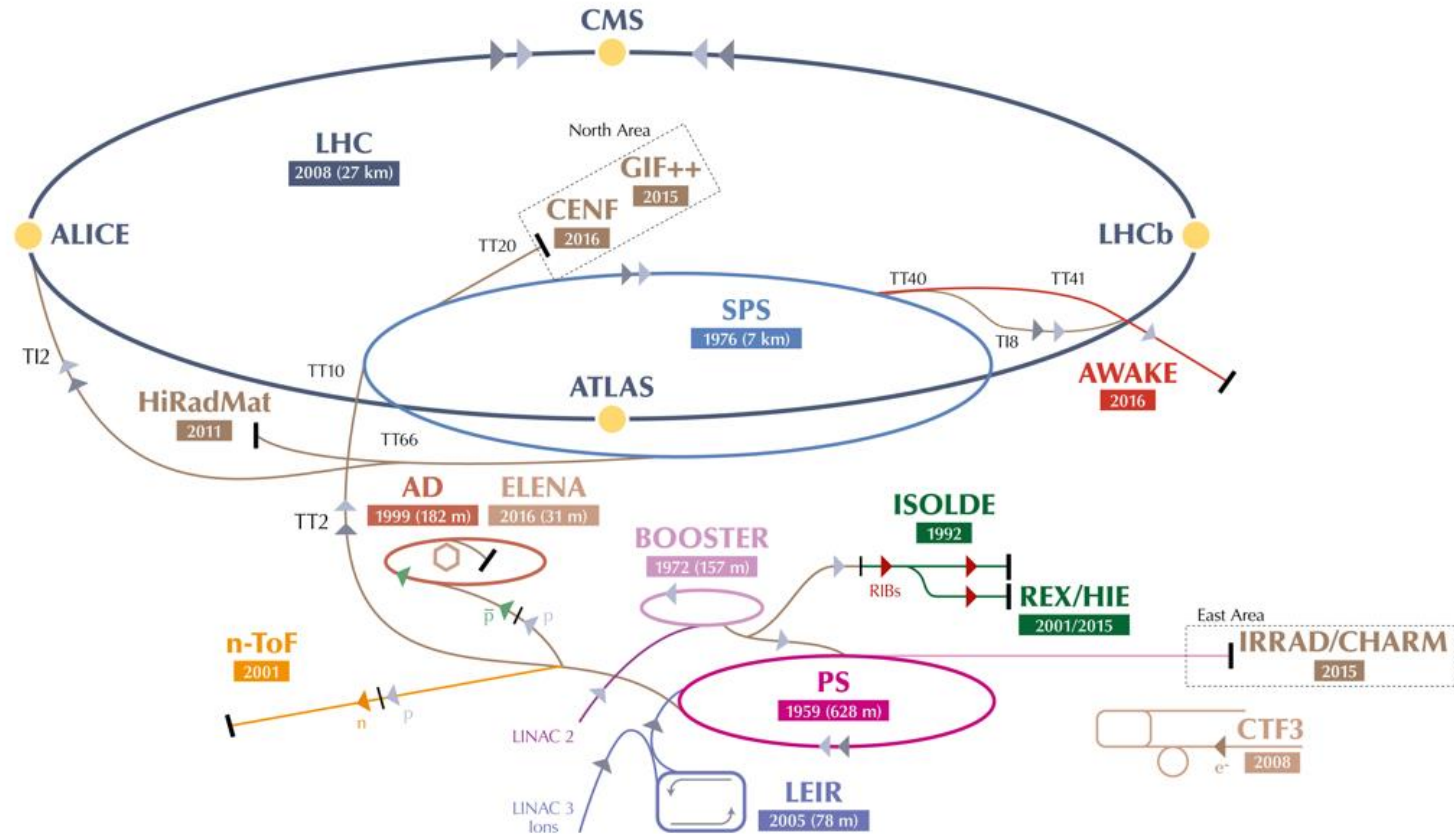 CMS
North Area
LHC
2008 (27 km)
GIF++
2015
CENF
2016
ALICE
LHCb
TT20
TT40
TT41
SPS
1976 (7 km)
TI8
TI2
TT10
AWAKE
2016
ATLAS
HiRadMat
2011
TT66
AD
1999 (182 m)
ELENA
2016 (31 m)
TT2
ISOLDE
1992
BOOSTER
1972 (157 m)
RIBs
REX/HIE
2001/2015
p̅
p
East Area
IRRAD/CHARM
2015
n-ToF
2001
n
p
PS
1959 (628 m)
LINAC 2
CTF3
2008
e-
LEIR
2005 (78 m)
LINAC 3
Ions